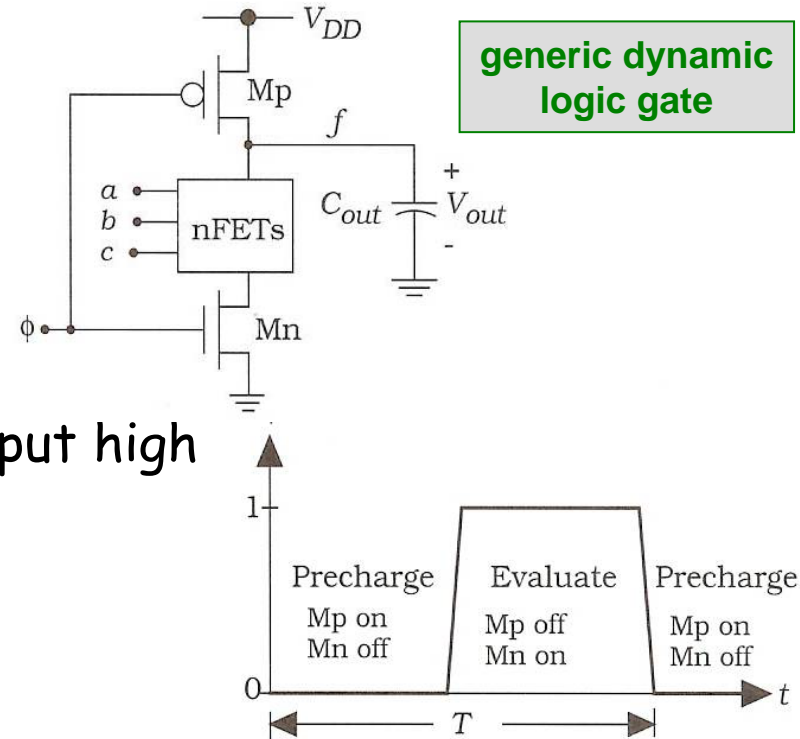 V_DD
generic dynamic
logic gate
Mp
f
a
b
c
nFETs
C_out
+
V_out
-
ϕ
Mn
put high
1
Precharge
Mp on
Mn off
Evaluate
Mp off
Mn on
Precharge
Mp on
Mn off
0
t
T